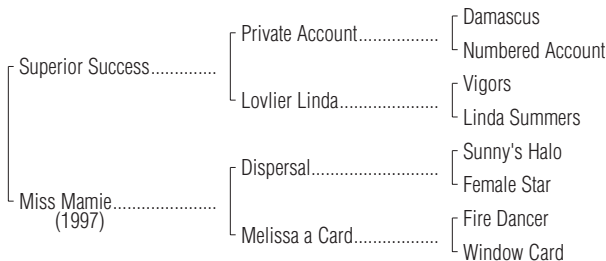 Damascus
Private Account..................
Numbered Account
Superior Success.............
Vigors
Lovlier Linda......................
Linda Summers
Sunny's Halo
Dispersal............................
Female Star
Miss Mamie.....................
(1997)
Fire Dancer
Melissa a Card...................
Window Card